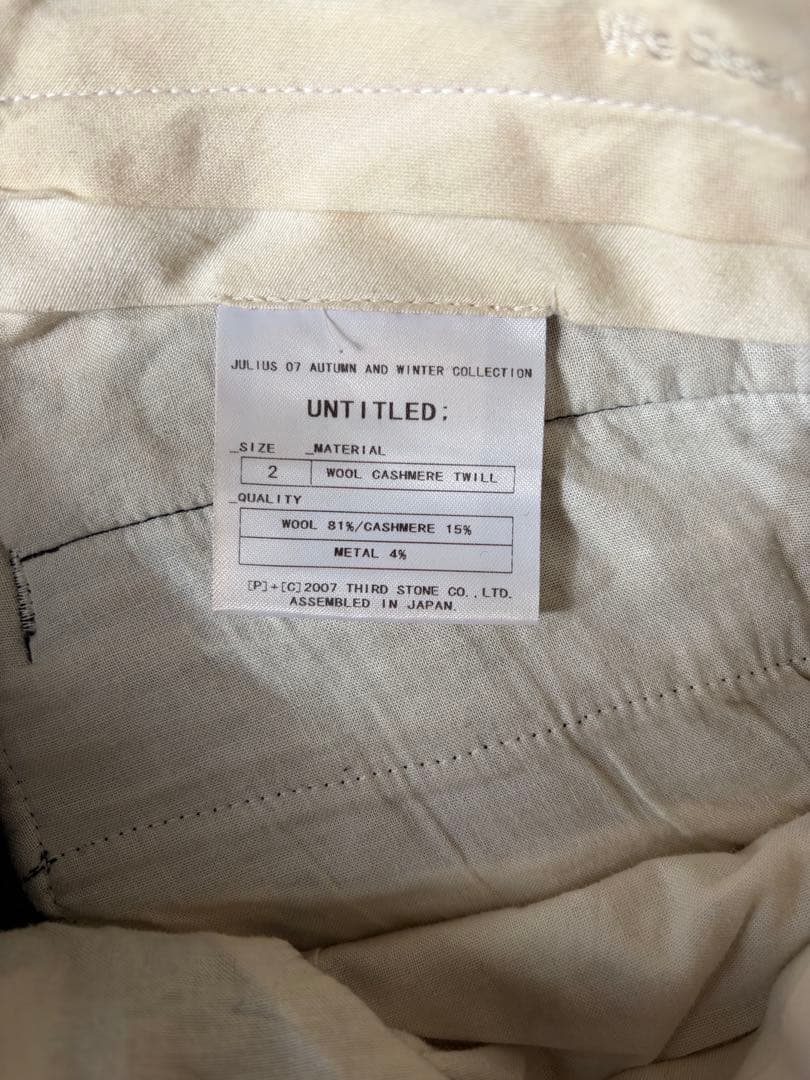 We
JULIUS 07 AUTUMN AND WINTER COLLECTION
UNTITLED;
_SIZE _MATERIAL
2 WOOL CASHMERE TWILL
_QUALITY
WOOL 81%/CASHMERE 15%
METAL 4%
[P]+[C]2007 THIRD STONE CO.,LTD.
ASSEMBLED IN JAPAN.